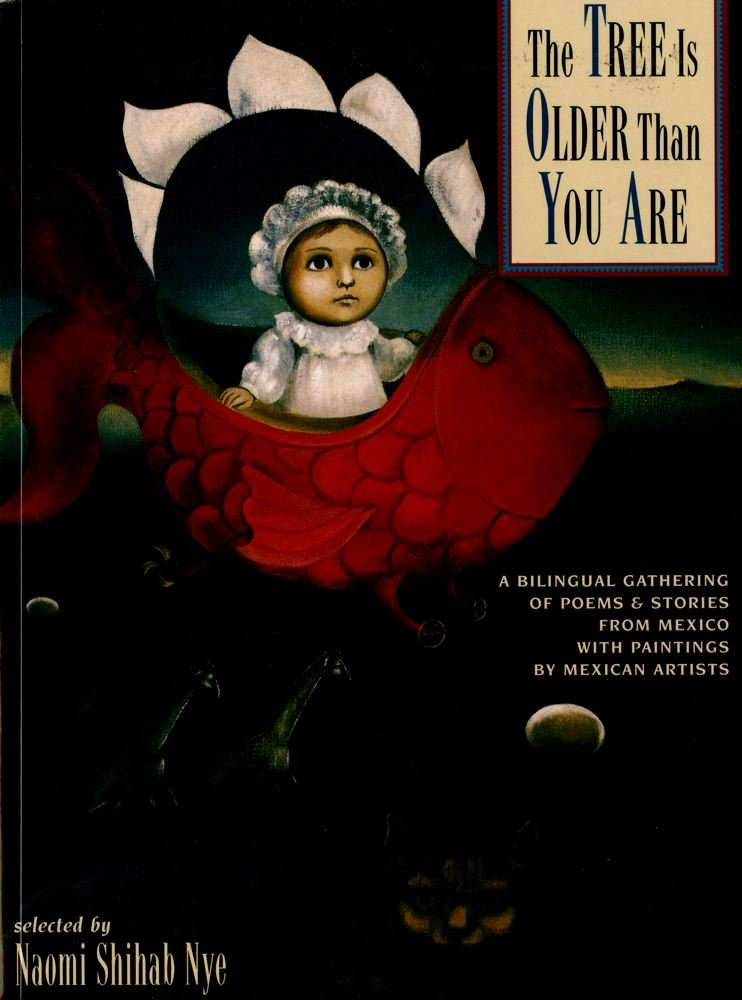 The TREE Is
OLDER Than
YOU ARE
A BILINGUAL GATHERING
OF POEMS & STORIES
FROM MEXICO
WITH PAINTINGS
BY MEXICAN ARTISTS
selected by
Naomi Shihab Nye